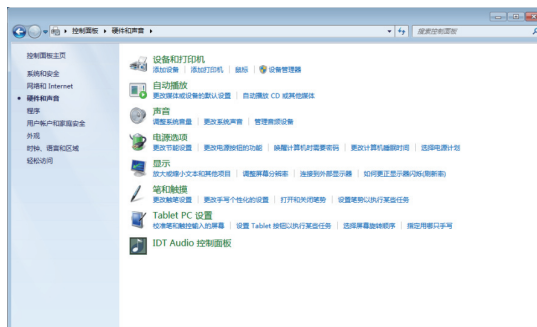 控制面板 ▸ 硬件和声音 ▸
搜索控制面板
控制面板主页
系统和安全
网络和 Internet
硬件和声音
程序
用户帐户和家庭安全
外观
时钟、语言和区域
轻松访问
设备和打印机
添加设备 | 添加打印机 | 鼠标 | 设备管理器
自动播放
更改媒体或设备的默认设置 | 自动播放 CD 或其他媒体
声音
调整系统音量 | 更改系统声音 | 管理音频设备
电源选项
更改节能设置 | 更改电源按钮的功能 | 唤醒计算机时需要密码 | 更改计算机睡眠时间 | 选择电源计划
显示
放大或缩小文本和其他项目 | 调整屏幕分辨率 | 连接到外部显示器 | 如何更正显示器闪烁(刷新率)
笔和触摸
更改触笔设置 | 更改手写个性化的设置 | 打开和关闭笔势 | 设置笔势以执行某些任务
Tablet PC 设置
校准笔和触控输入的屏幕 | 设置 Tablet 按钮以执行某些任务 | 选择屏幕旋转顺序 | 指定用哪只手写
IDT Audio 控制面板